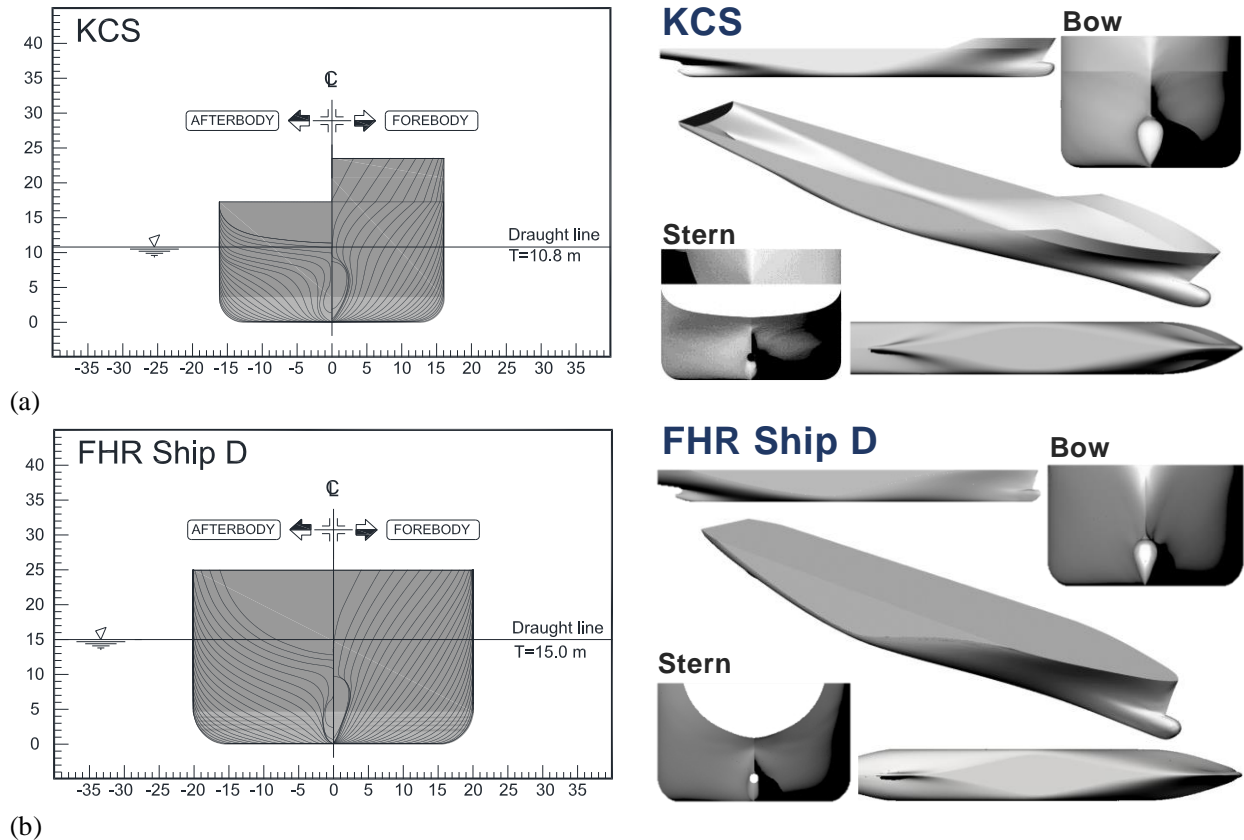 KCS
45
40
35
30
25
20
15
10
5
0
℄
AFTERBODY
FOREBODY
Draught line
T=10.8 m
-35 -30 -25 -20 -15 -10 -5 0 5 10 15 20 25 30 35
KCS
Bow
Stern
(a)
FHR Ship D
40
35
30
25
20
15
10
5
0
℄
AFTERBODY
FOREBODY
Draught line
T=15.0 m
-35 -30 -25 -20 -15 -10 -5 0 5 10 15 20 25 30 35
FHR Ship D
Bow
Stern
(b)